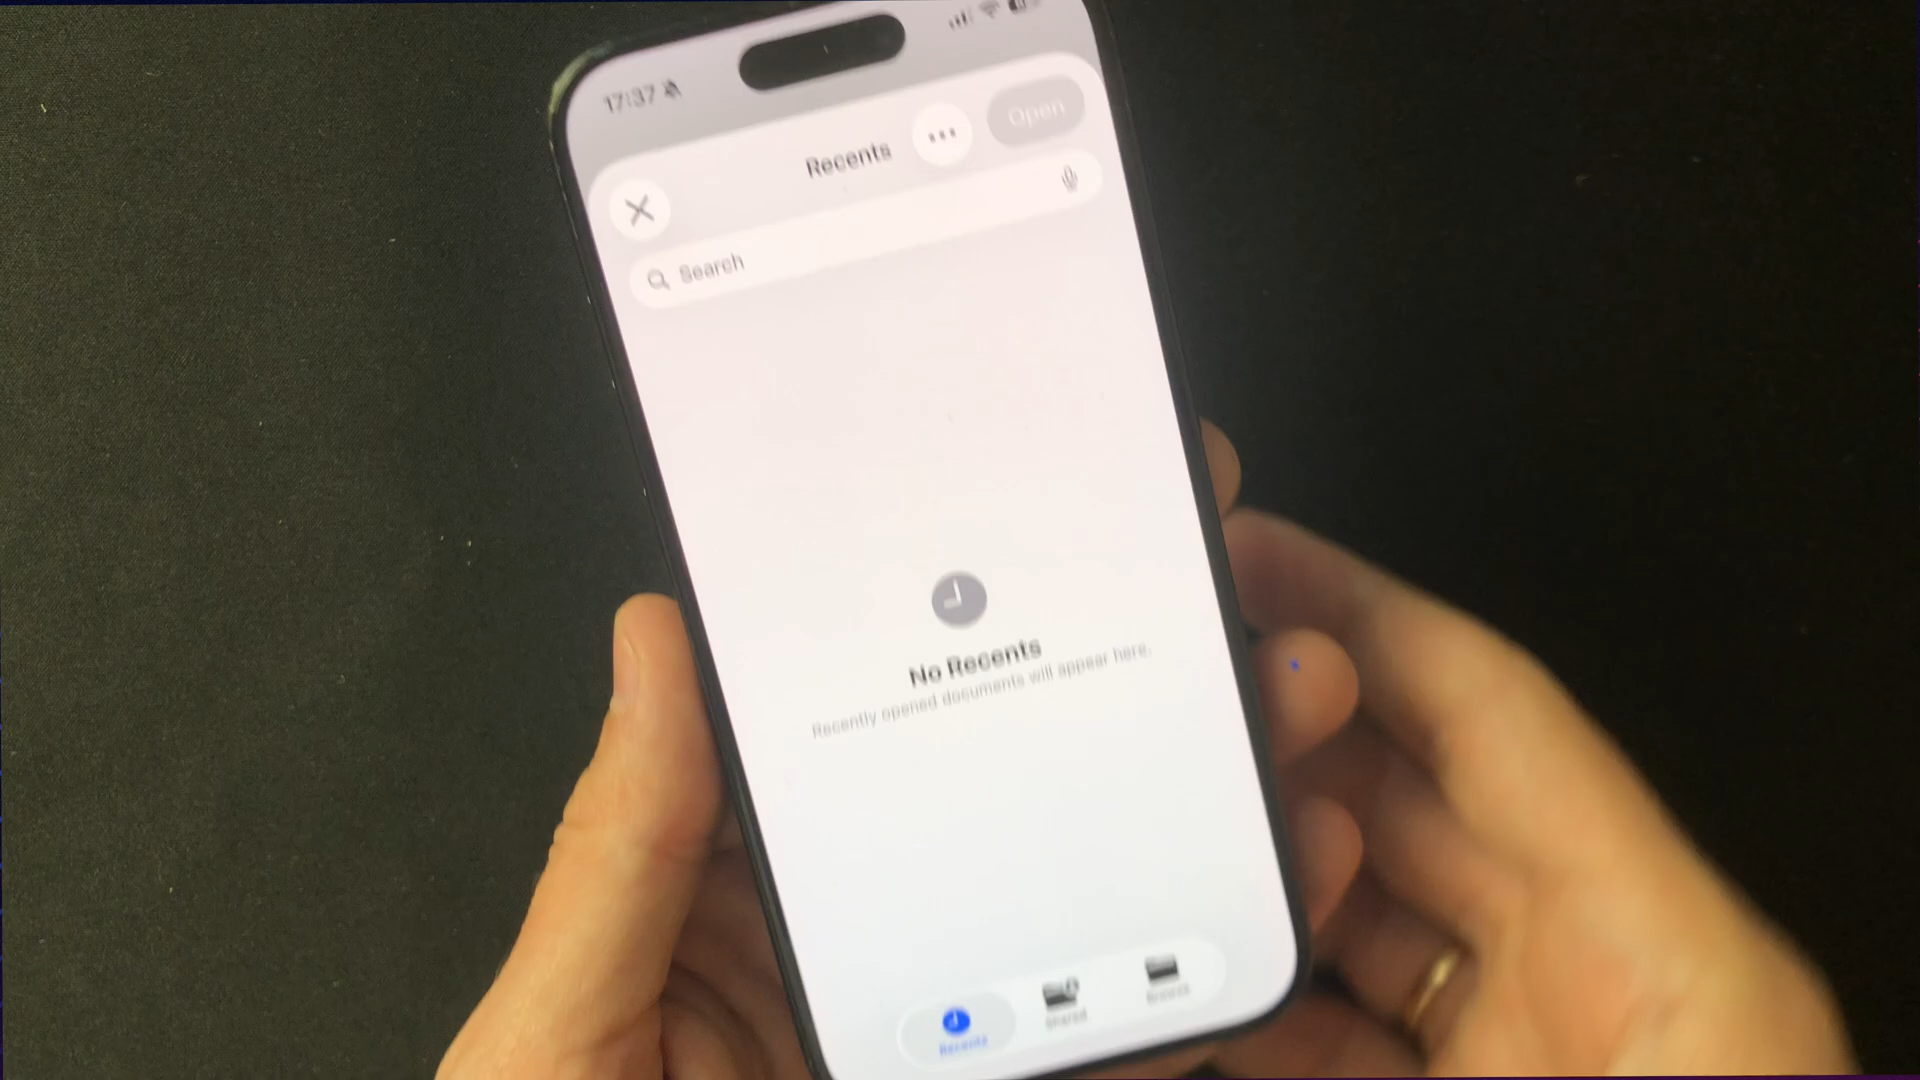 17:37
Recents
Open
Search
No Recents
Recently opened documents will appear here.
Recents
Shared
Browse